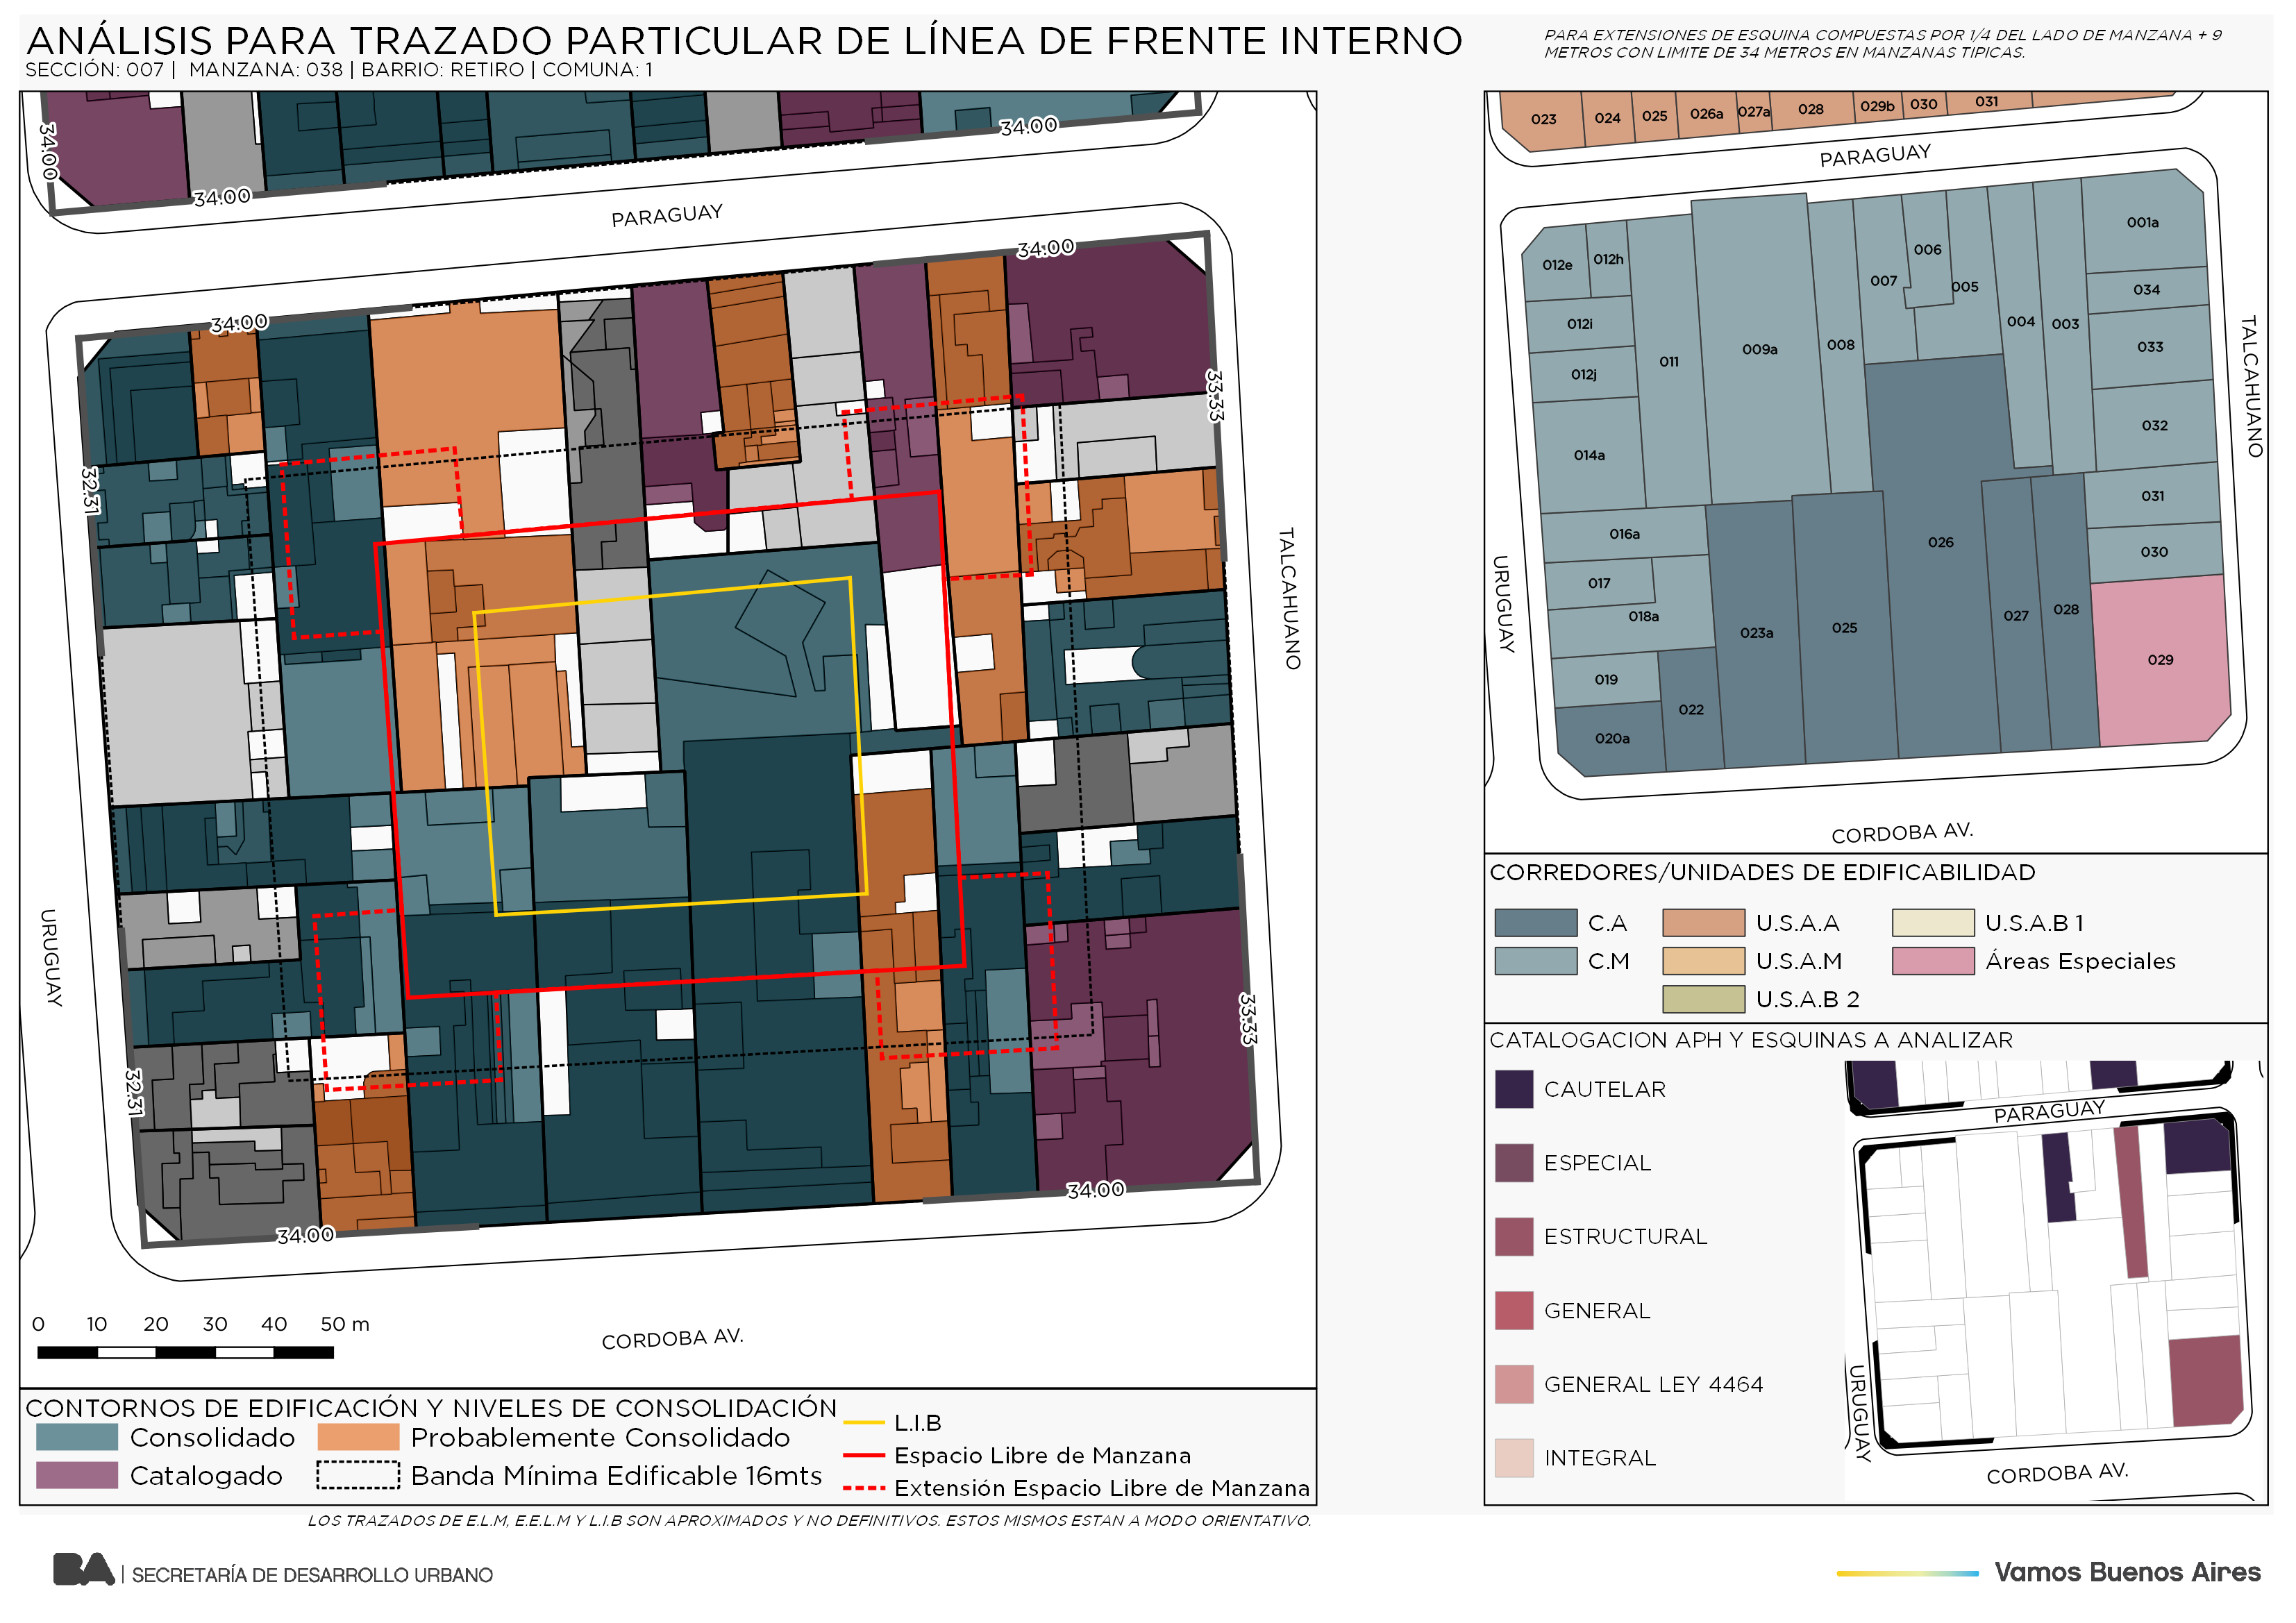 ANÁLISIS PARA TRAZADO PARTICULAR DE LÍNEA DE FRENTE INTERNO
SECCIÓN: 007 | MANZANA: 038 | BARRIO: RETIRO | COMUNA: 1
PARA EXTENSIONES DE ESQUINA COMPUESTAS POR 1/4 DEL LADO DE MANZANA + 9
METROS CON LIMITE DE 34 METROS EN MANZANAS TIPICAS.
34.00
34.00
34.00
PARAGUAY
34.00
34.00
33.33
32.31
TALCAHUANO
URUGUAY
33.33
32.31
34.00
34.00
CORDOBA AV.
0 10 20 30 40 50 m
CONTORNOS DE EDIFICACIÓN Y NIVELES DE CONSOLIDACIÓN
Consolidado
Probablemente Consolidado
Catalogado
Banda Mínima Edificable 16mts
L.I.B
Espacio Libre de Manzana
Extensión Espacio Libre de Manzana
LOS TRAZADOS DE E.L.M, E.E.L.M Y L.I.B SON APROXIMADOS Y NO DEFINITIVOS. ESTOS MISMOS ESTAN A MODO ORIENTATIVO.
023 024 025 026a 027a 028 029b 030 031
PARAGUAY
012e 012h 006 001a
007 005 034
012i 004 003
011 009a 008 033
012j
032
014a
031
016a 026 030
017
018a 023a 025 027 028
029
019
022
020a
URUGUAY
TALCAHUANO
CORDOBA AV.
CORREDORES/UNIDADES DE EDIFICABILIDAD
C.A
U.S.A.A
U.S.A.B 1
C.M
U.S.A.M
Áreas Especiales
U.S.A.B 2
CATALOGACION APH Y ESQUINAS A ANALIZAR
CAUTELAR
ESPECIAL
ESTRUCTURAL
GENERAL
GENERAL LEY 4464
INTEGRAL
PARAGUAY
URUGUAY
CORDOBA AV.
BA | SECRETARÍA DE DESARROLLO URBANO
Vamos Buenos Aires